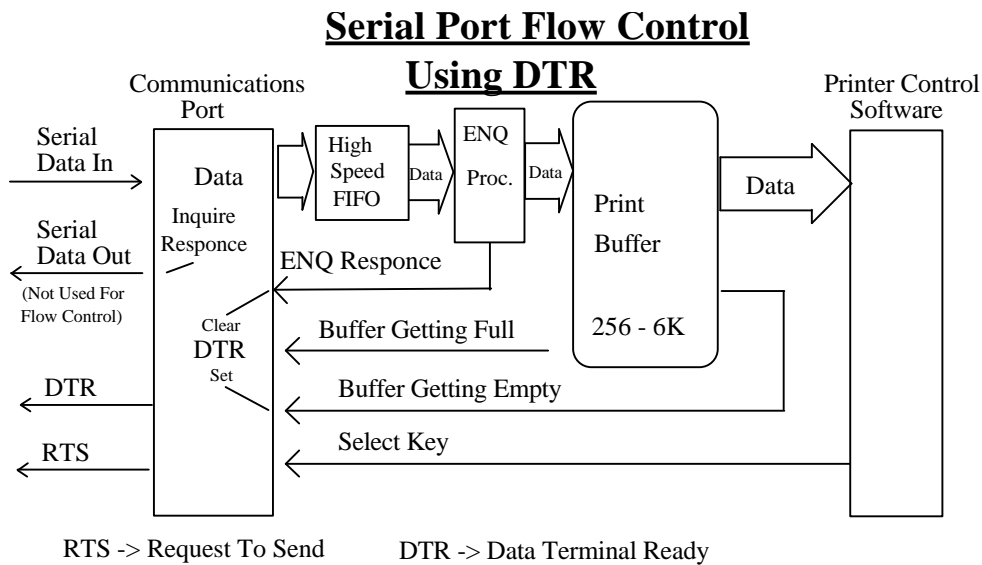 Serial Port Flow Control
Using DTR
Communications
Port
Printer Control
Software
Serial
Data In
Data
High
Speed
FIFO
Data
ENQ
Proc.
Data
Print
Buffer
256 - 6K
Data
Inquire
Responce
Serial
Data Out
(Not Used For
Flow Control)
ENQ Responce
Clear
DTR
Set
Buffer Getting Full
Buffer Getting Empty
Select Key
DTR
RTS
RTS -> Request To Send
DTR -> Data Terminal Ready